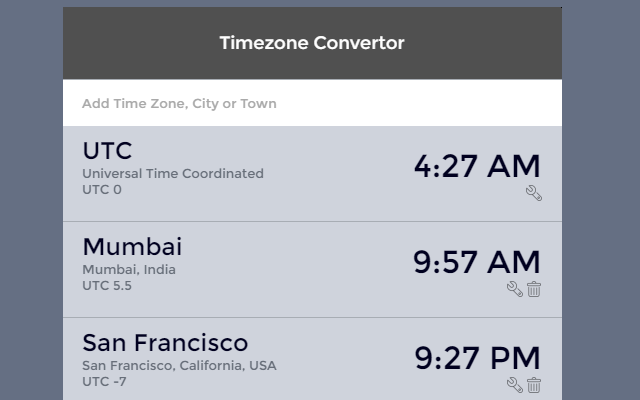 Timezone Convertor
Add Time Zone, City or Town
UTC
Universal Time Coordinated
UTC 0
4:27 AM
Mumbai
Mumbai, India
UTC 5.5
9:57 AM
San Francisco
San Francisco, California, USA
UTC -7
9:27 PM